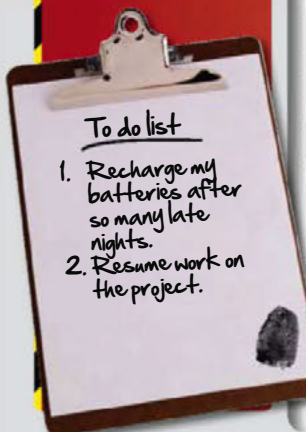 To do list
1. Recharge my
batteries after
so many late
nights.
2. Resume work on
the project.